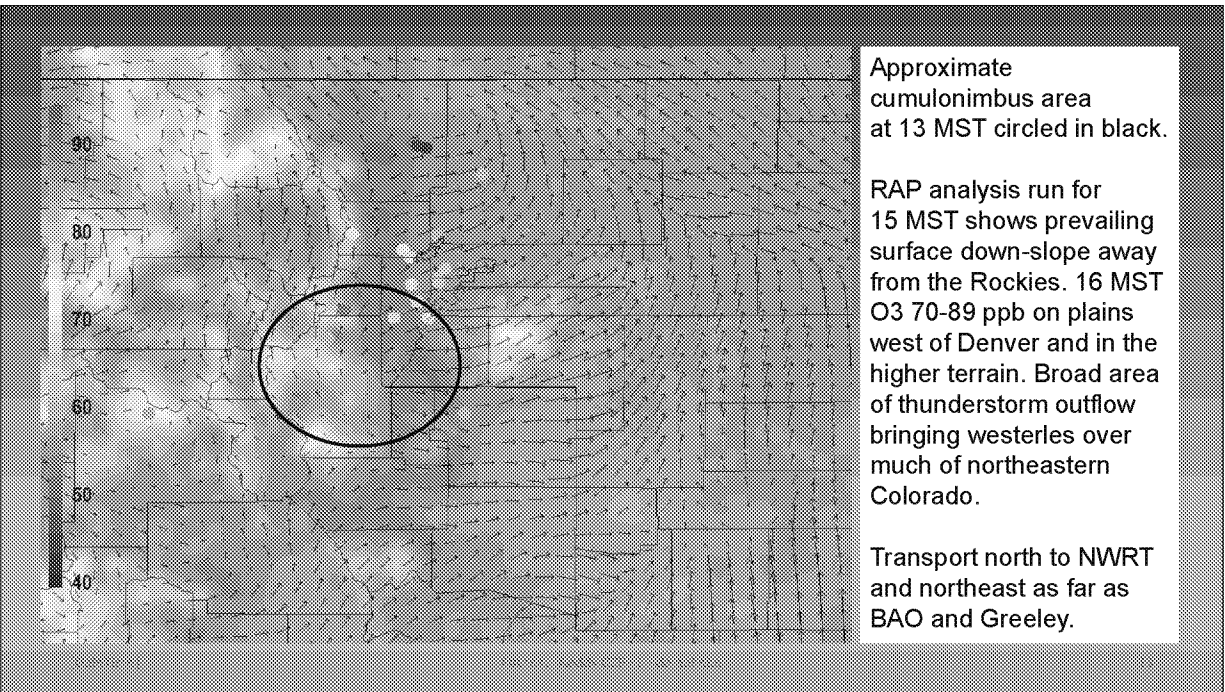 Approximate
cumulonimbus area
at 13 MST circled in black.
RAP analysis run for
15 MST shows prevailing
surface down-slope away
from the Rockies. 16 MST
O3 70-89 ppb on plains
west of Denver and in the
higher terrain. Broad area
of thunderstorm outflow
bringing westerles over
much of northeastern
Colorado.
Transport north to NWRT
and northeast as far as
BAO and Greeley.
90
80
70
60
50
40